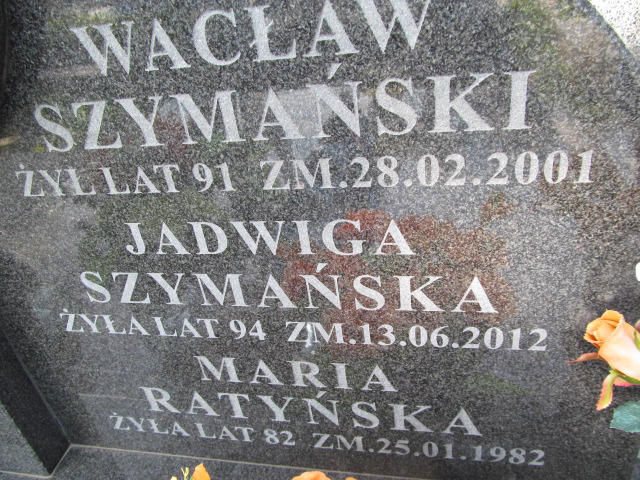 WACŁAW
SZYMAŃSKI
ŻYŁ LAT 91 ZM.28.02.2001
JADWIGA
SZYMAŃSKA
ŻYŁA LAT 94 ZM.13.06.2012
MARIA
RATYŃSKA
ŻYŁA LAT 82 ZM.25.01.1982